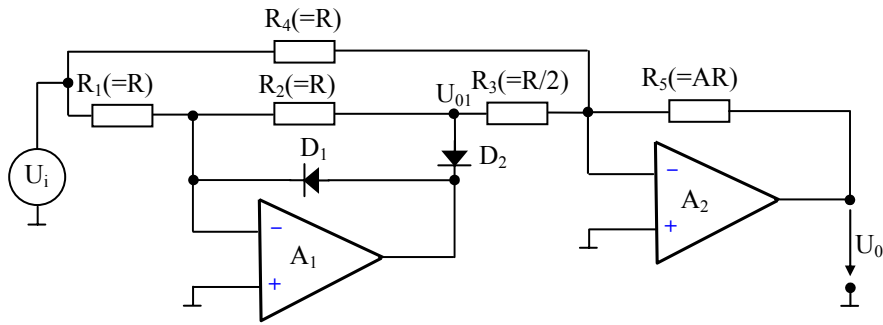 R₄(=R)
R₁(=R)
R₂(=R)
U₀₁
R₃(=R/2)
R₅(=AR)
D₁
D₂
Uᵢ
−
A₁
+
−
A₂
+
U₀